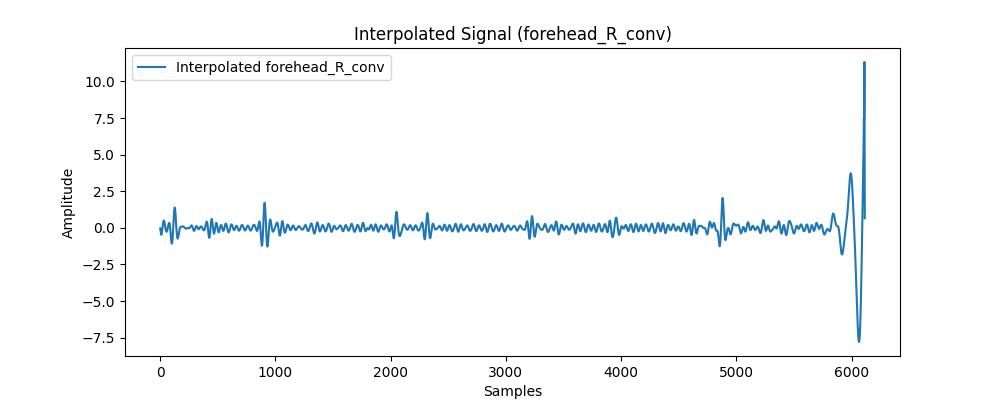 Interpolated Signal (forehead_R_conv)
Interpolated forehead_R_conv
10.0
7.5
5.0
2.5
0.0
−2.5
−5.0
−7.5
Amplitude
0 1000 2000 3000 4000 5000 6000
Samples